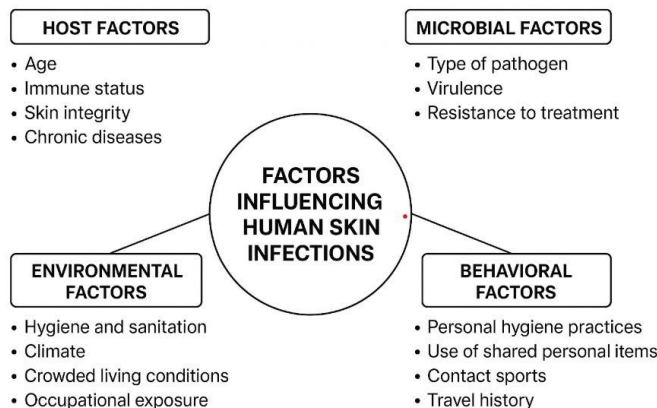 HOST FACTORS
• Age
• Immune status
• Skin integrity
• Chronic diseases
MICROBIAL FACTORS
• Type of pathogen
• Virulence
• Resistance to treatment
FACTORS
INFLUENCING
HUMAN SKIN
INFECTIONS
ENVIRONMENTAL
FACTORS
• Hygiene and sanitation
• Climate
• Crowded living conditions
• Occupational exposure
BEHAVIORAL
FACTORS
• Personal hygiene practices
• Use of shared personal items
• Contact sports
• Travel history